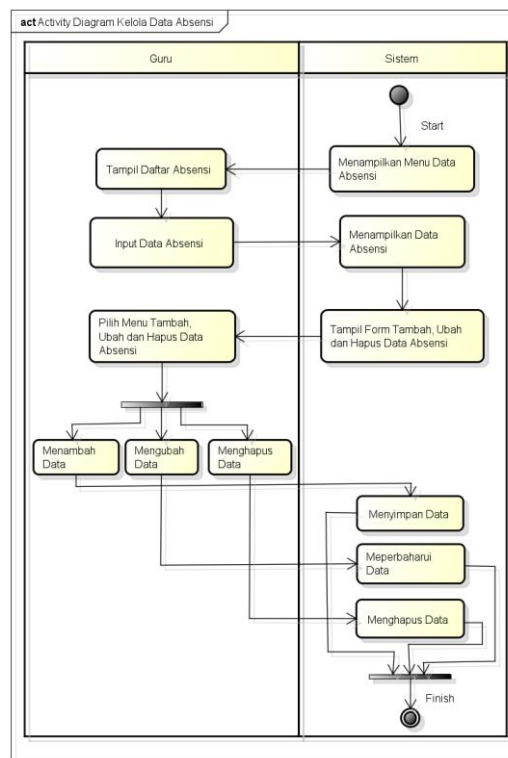 act Activity Diagram Kelola Data Absensi
Guru
Sistem
Start
Menampilkan Menu Data
Absensi
Tampil Daftar Absensi
Input Data Absensi
Menampilkan Data
Absensi
Pilih Menu Tambah,
Ubah dan Hapus Data
Absensi
Tampil Form Tambah, Ubah
dan Hapus Data Absensi
Menambah
Data
Mengubah
Data
Menghapus
Data
Menyimpan Data
Meperbaharui
Data
Menghapus Data
Finish